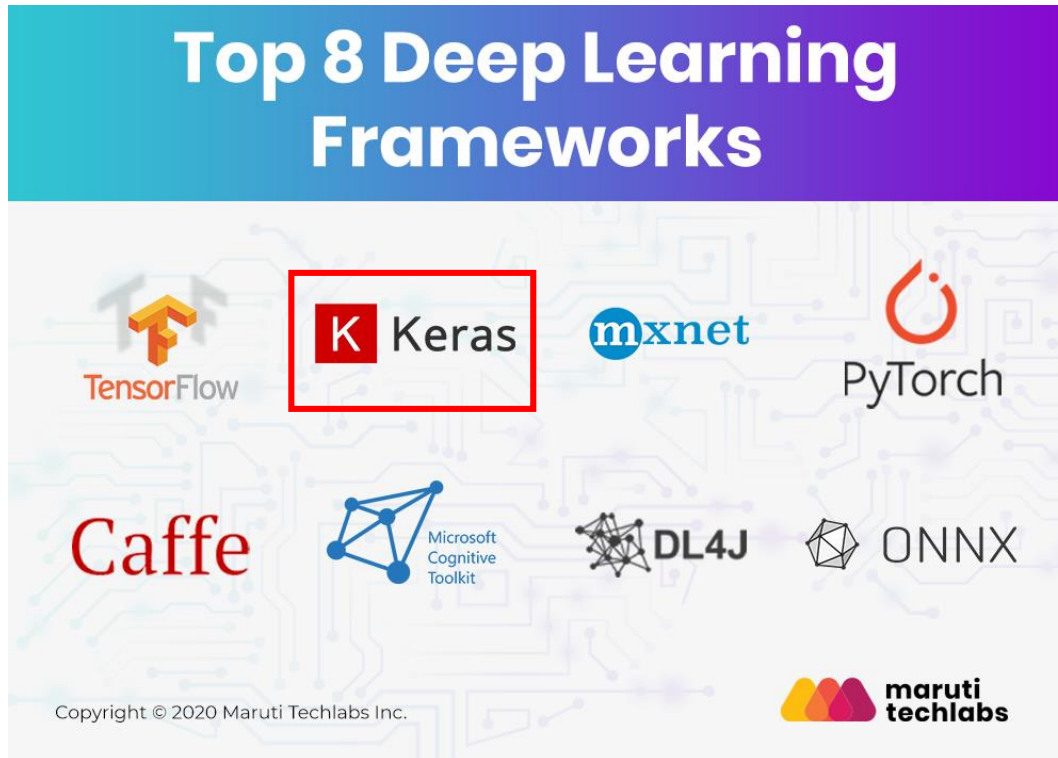 Top 8 Deep Learning
Frameworks
TensorFlow
K Keras
mxnet
PyTorch
Caffe
Microsoft
Cognitive
Toolkit
DL4J
ONNX
Copyright © 2020 Maruti Techlabs Inc.
maruti
techlabs